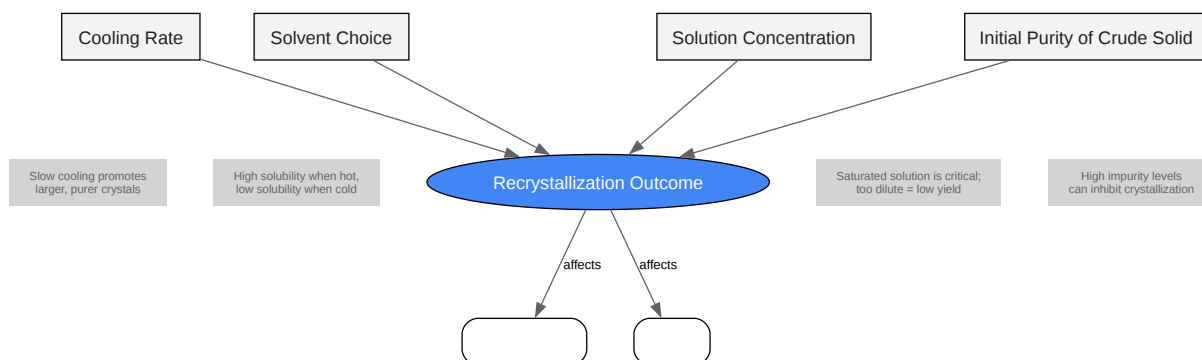 Cooling Rate
Solvent Choice
Solution Concentration
Initial Purity of Crude Solid
Slow cooling promotes
larger, purer crystals
High solubility when hot,
low solubility when cold
Recrystallization Outcome
Saturated solution is critical;
too dilute = low yield
High impurity levels
can inhibit crystallization
affects
affects